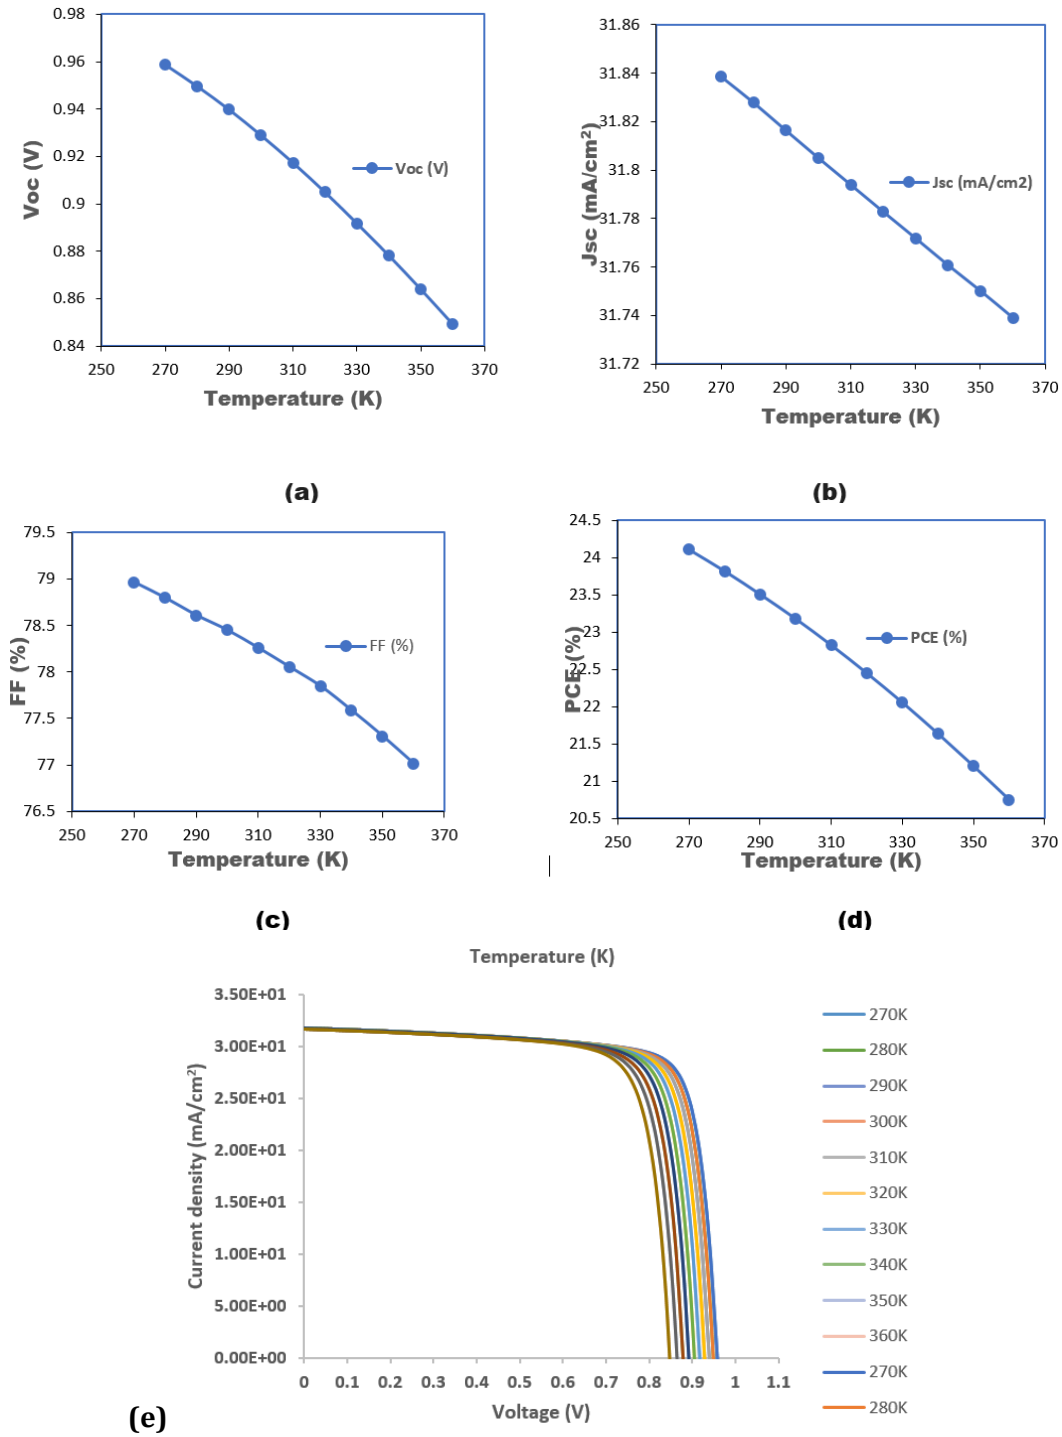 0.98
0.96
0.94
0.92
0.9
0.88
0.86
0.84
Voc (V)
Voc (V)
250 270 290 310 330 350 370
Temperature (K)
(a)
31.86
31.84
31.82
31.8
31.78
31.76
31.74
31.72
Jsc (mA/cm²)
Jsc (mA/cm2)
250 270 290 310 330 350 370
Temperature (K)
(b)
79.5
79
78.5
78
77.5
77
76.5
FF (%)
FF (%)
250 270 290 310 330 350 370
Temperature (K)
(c)
24.5
24
23.5
23
22.5
22
21.5
21
20.5
PCE (%)
PCE (%)
250 270 290 310 330 350 370
Temperature (K)
(d)
Temperature (K)
3.50E+01
3.00E+01
2.50E+01
2.00E+01
1.50E+01
1.00E+01
5.00E+00
0.00E+00
Current density (mA/cm²)
0 0.1 0.2 0.3 0.4 0.5 0.6 0.7 0.8 0.9 1 1.1
Voltage (V)
270K
280K
290K
300K
310K
320K
330K
340K
350K
360K
270K
280K
(e)